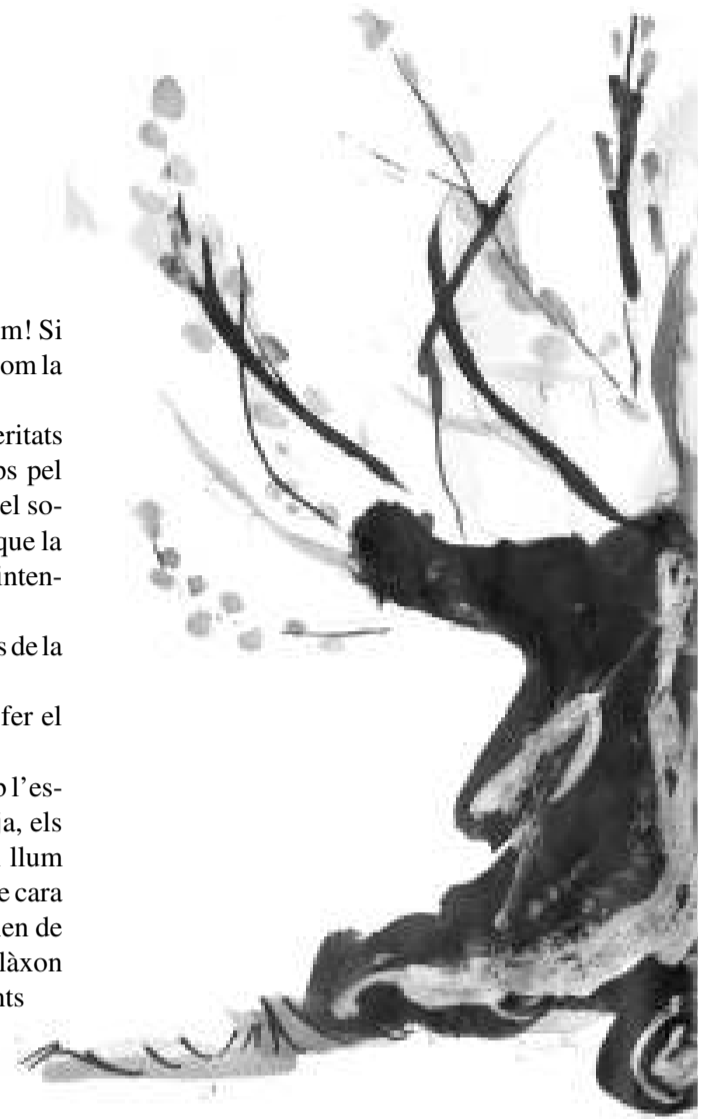 m! Si
om la
eritats
os pel
el so-
que la
inten-
s de la
fer el
l'es-
a, els
llum
e cara
en de
làxon
nts